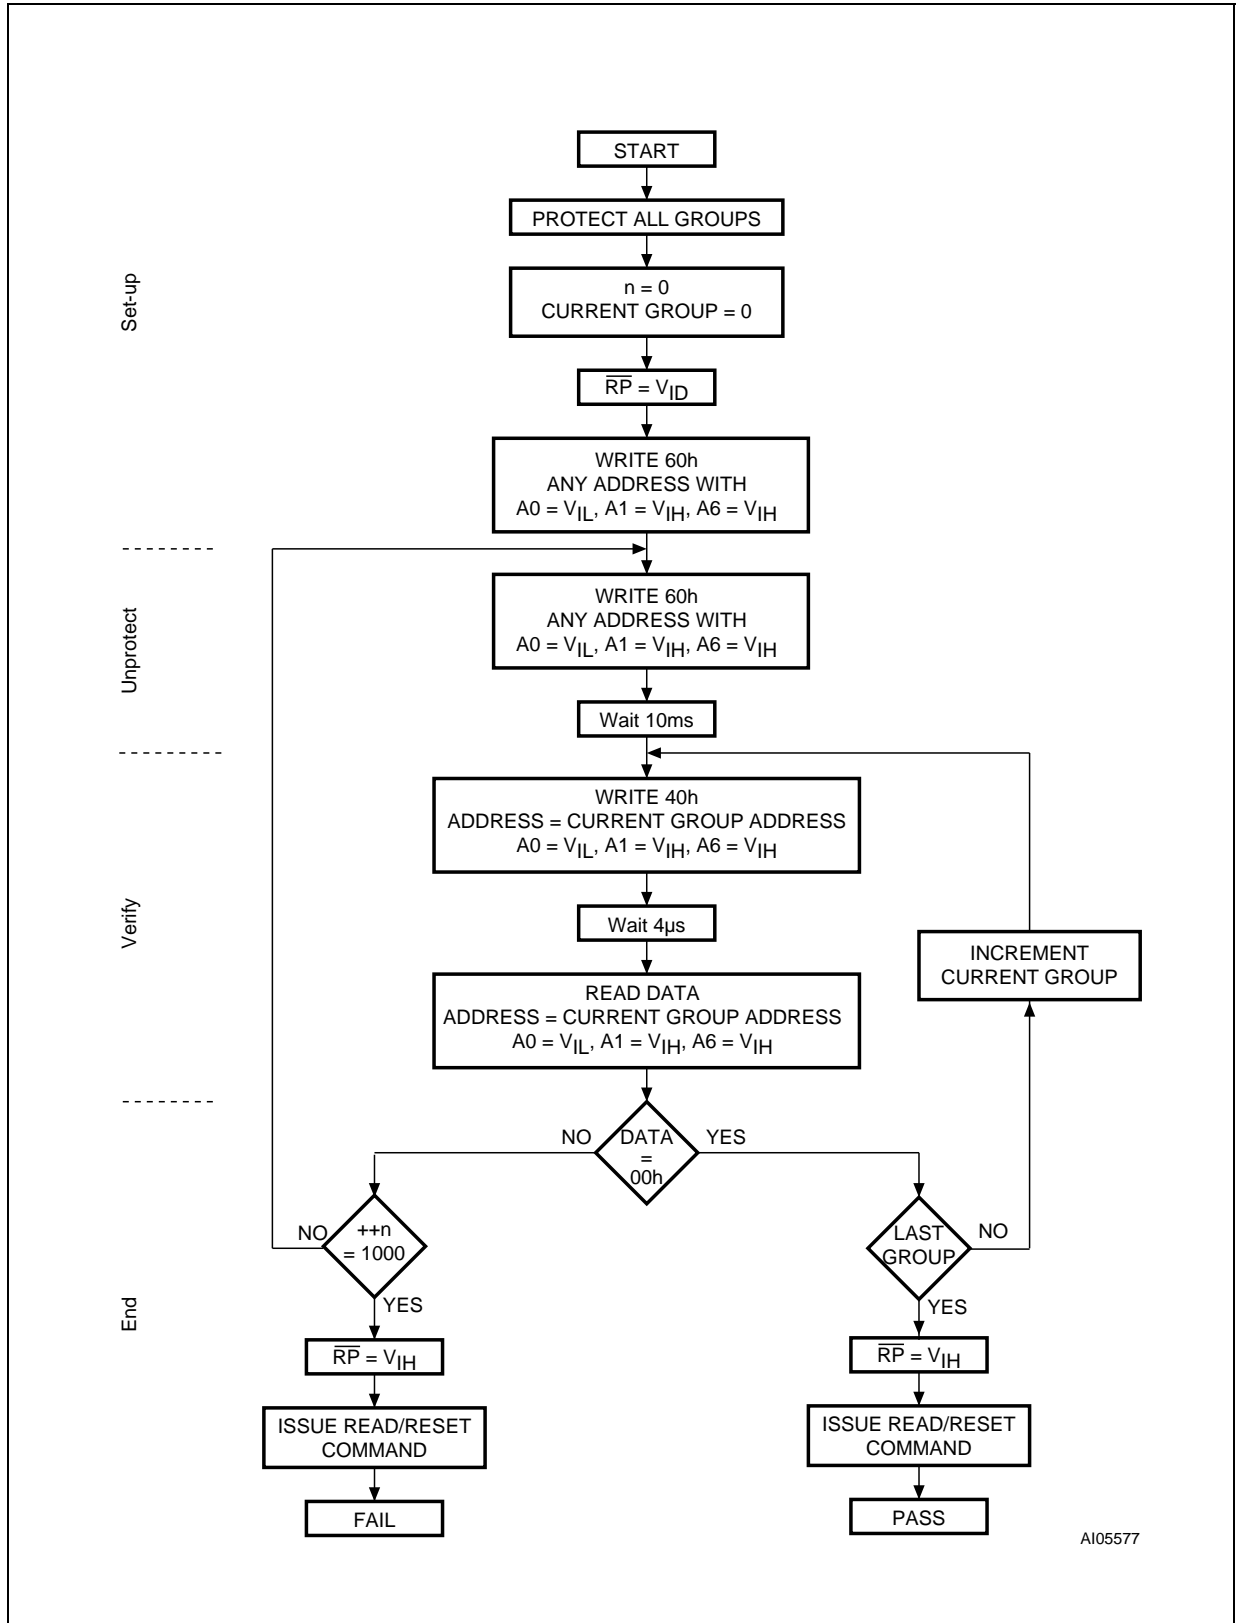 START
PROTECT ALL GROUPS
Set-up
n = 0
CURRENT GROUP = 0
R̅P̅ = VID
WRITE 60h
ANY ADDRESS WITH
A0 = VIL, A1 = VIH, A6 = VIH
Unprotect
WRITE 60h
ANY ADDRESS WITH
A0 = VIL, A1 = VIH, A6 = VIH
Wait 10ms
Verify
WRITE 40h
ADDRESS = CURRENT GROUP ADDRESS
A0 = VIL, A1 = VIH, A6 = VIH
Wait 4µs
INCREMENT
CURRENT GROUP
READ DATA
ADDRESS = CURRENT GROUP ADDRESS
A0 = VIL, A1 = VIH, A6 = VIH
End
NO
DATA
=
00h
YES
NO
++n
= 1000
YES
LAST
GROUP
NO
YES
R̅P̅ = VIH
ISSUE READ/RESET
COMMAND
FAIL
R̅P̅ = VIH
ISSUE READ/RESET
COMMAND
PASS
AI05577